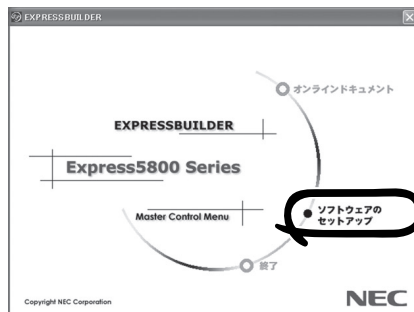 EXPRESSBUILDER
オンラインドキュメント
EXPRESSBUILDER
Express5800 Series
Master Control Menu
ソフトウェアの
セットアップ
終了
Copyright NEC Corporation
NEC